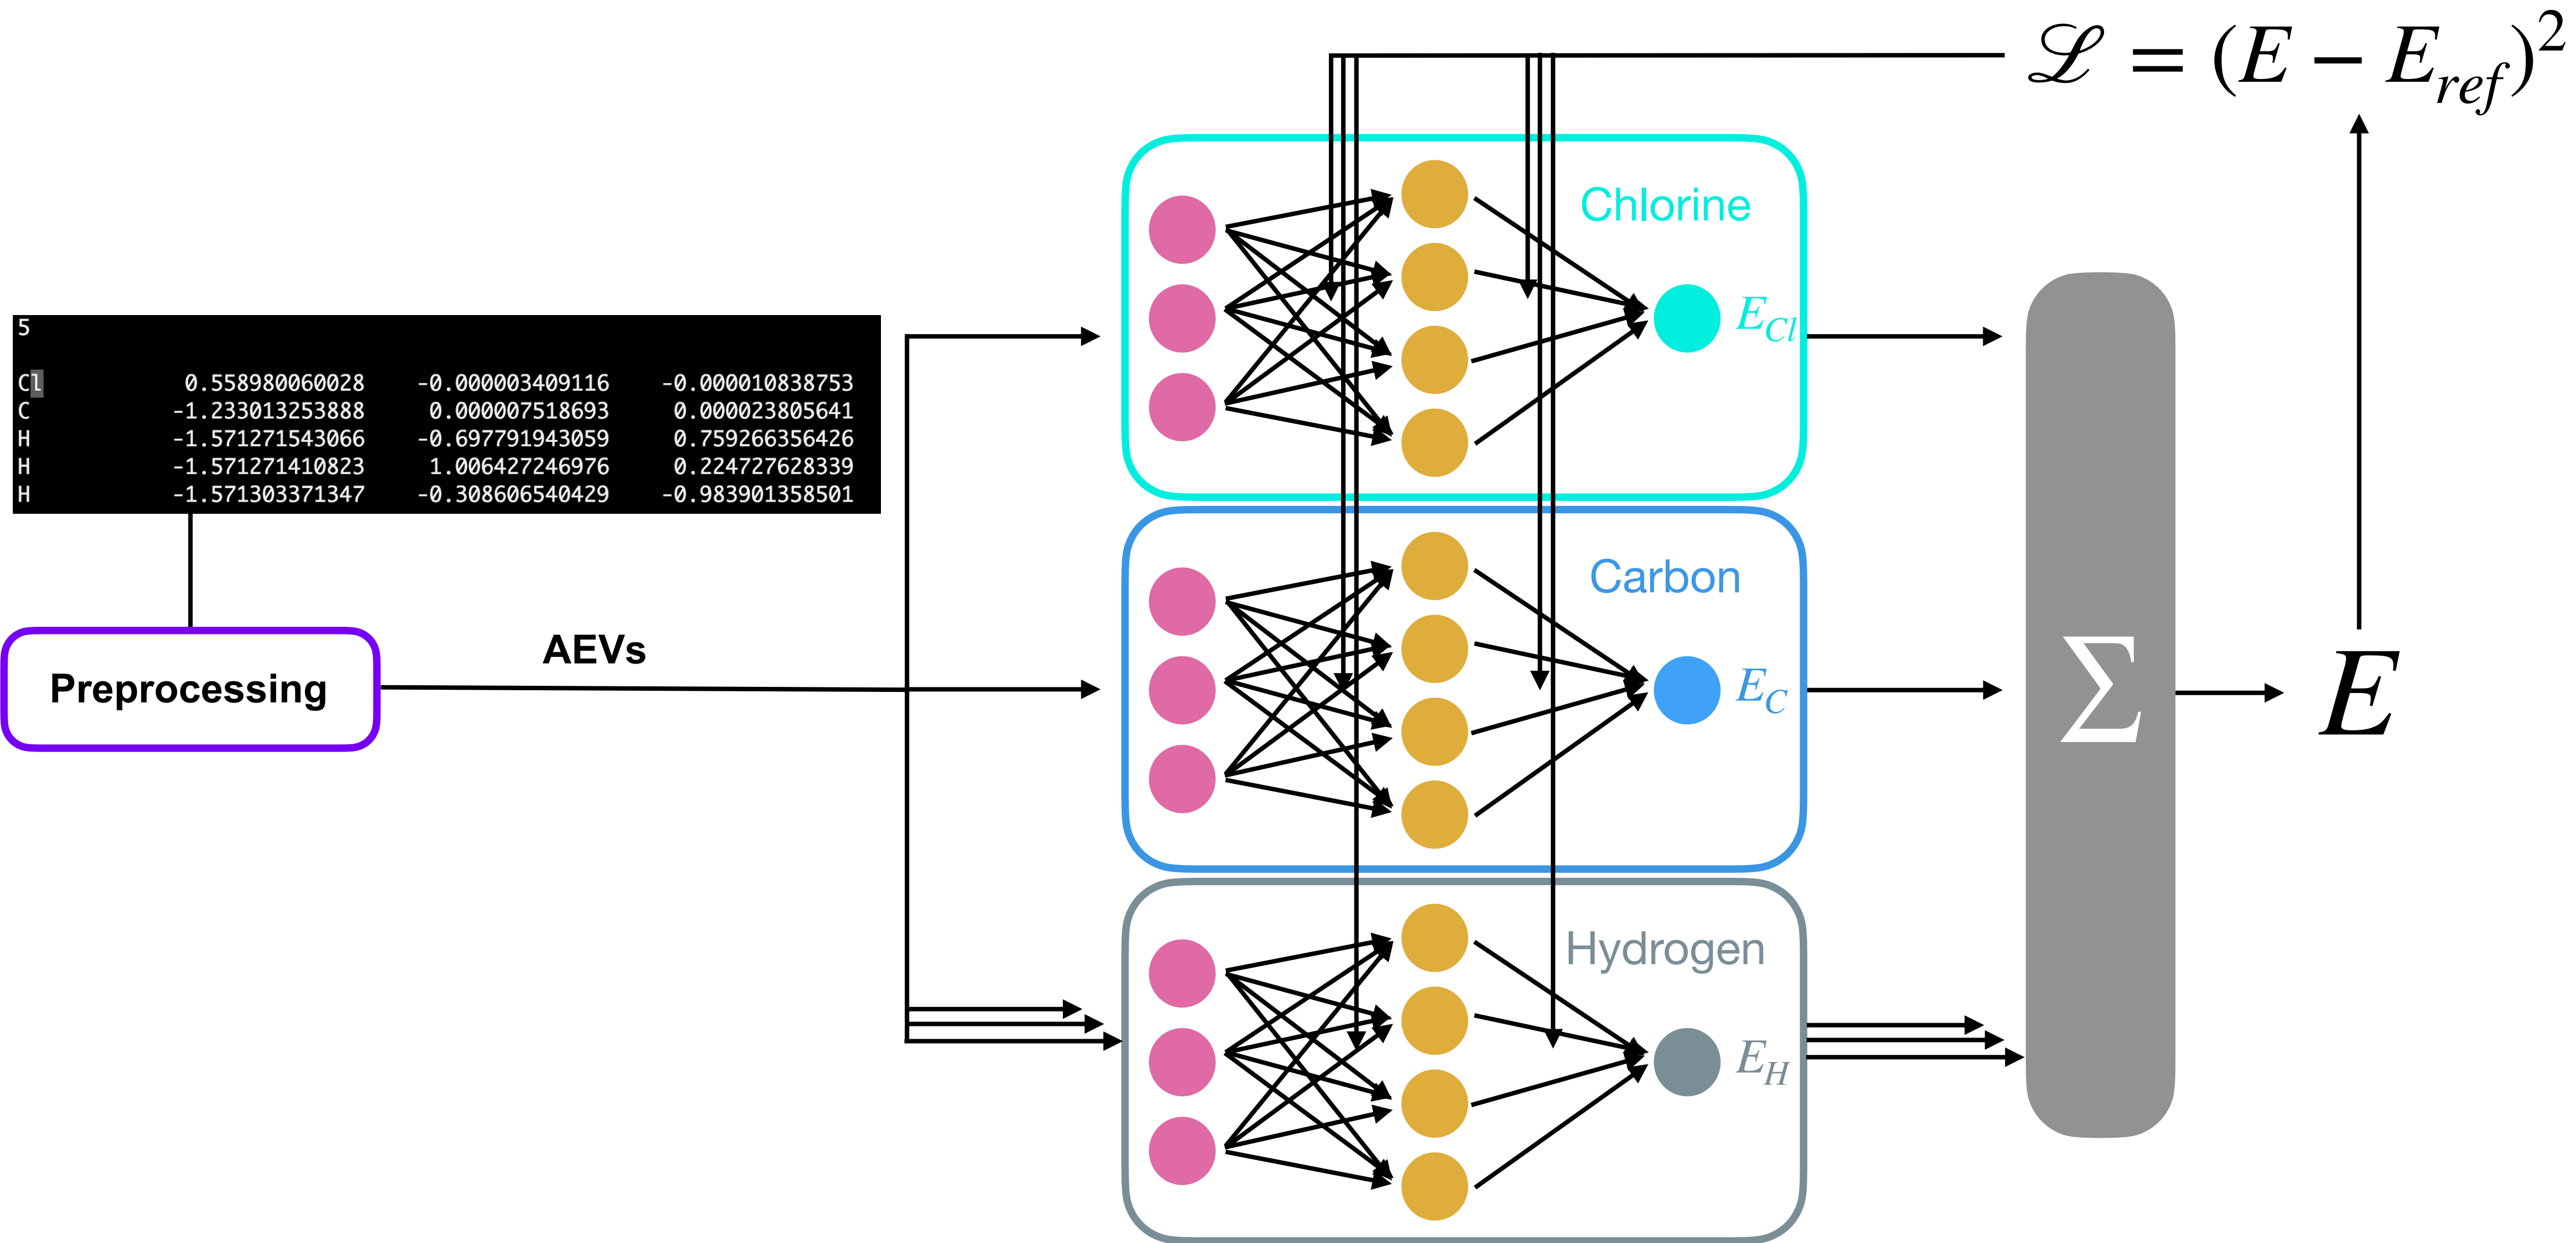 ℒ = (E − E_ref)²
Chlorine
E_Cl
5
Cl 0.558980060028 -0.000003409116 -0.000010838753
C -1.233013253888 0.000007518693 0.000023805641
H -1.571271543066 -0.697791943059 0.759266356426
H -1.571271410823 1.006427246976 0.224727628339
H -1.571303371347 -0.308606540429 -0.983901358501
Preprocessing
AEVs
Carbon
E_C
Σ
E
Hydrogen
E_H